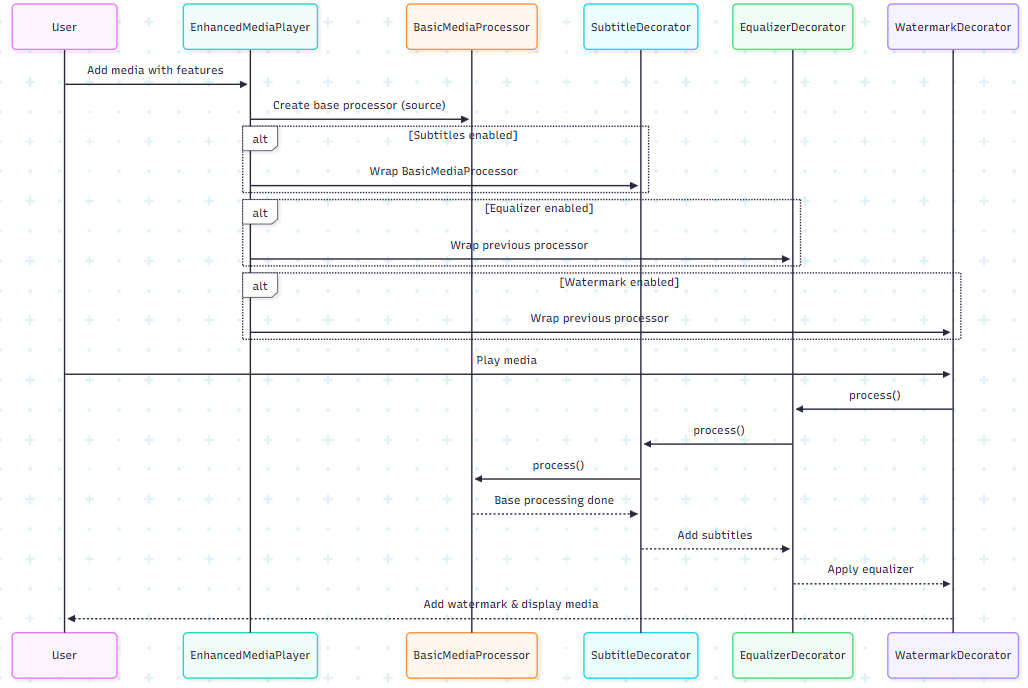 User
EnhancedMediaPlayer
BasicMediaProcessor
SubtitleDecorator
EqualizerDecorator
WatermarkDecorator
Add media with features
Create base processor (source)
alt
[Subtitles enabled]
Wrap BasicMediaProcessor
alt
[Equalizer enabled]
Wrap previous processor
alt
[Watermark enabled]
Wrap previous processor
Play media
process()
process()
process()
Base processing done
Add subtitles
Apply equalizer
Add watermark & display media
User
EnhancedMediaPlayer
BasicMediaProcessor
SubtitleDecorator
EqualizerDecorator
WatermarkDecorator